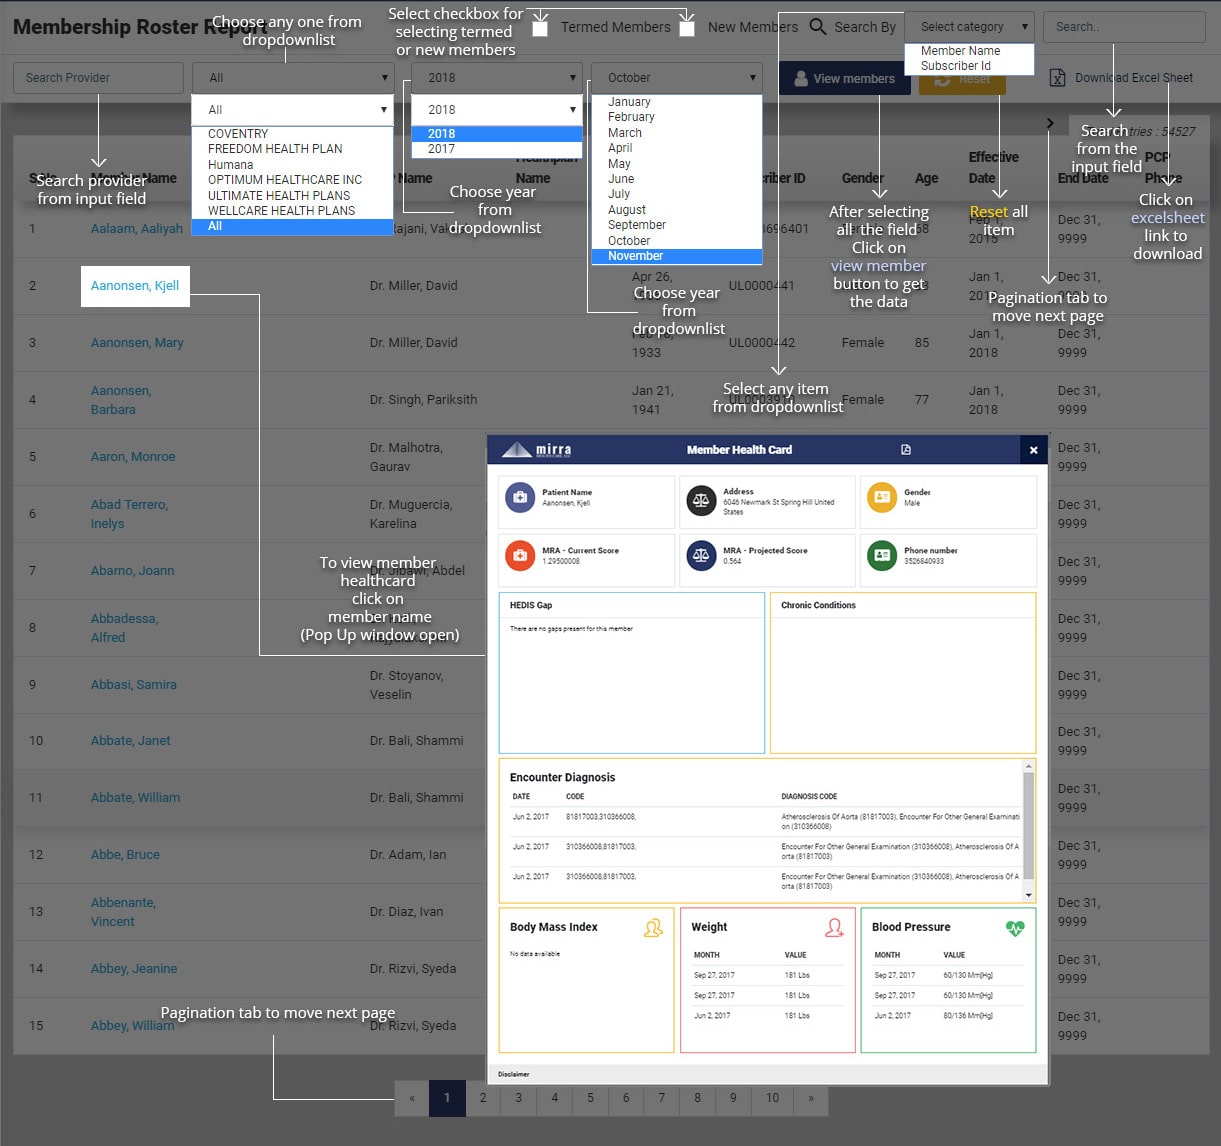 Membership Roster Report
Choose any one from
dropdownlist
Select checkbox for
selecting termed
or new members
Termed Members
New Members
Search By
Select category
Search..
Member Name
Subscriber Id
Search Provider
All
2018
October
View members
Reset
Download Excel Sheet
All
COVENTRY
FREEDOM HEALTH PLAN
Humana
OPTIMUM HEALTHCARE INC
ULTIMATE HEALTH PLANS
WELLCARE HEALTH PLANS
All
2018
2018
2017
January
February
March
April
May
June
July
August
September
October
November
Search provider
from input field
Choose year
from
dropdownlist
Choose year
from
dropdownlist
After selecting
all the field
Click on
view member
button to get
the data
Reset all
item
Search
from the
input field
Click on
excelsheet
link to
download
Pagination tab to
move next page
Select any item
from dropdownlist
: 54527
Name
Name
Name
ID
Gender
Age
Effective
Date
End Date
PCP
1 Aalaam, Aaliyah Rajani, 68 Feb 1, 2015 Dec 31, 9999
2 Aanonsen, Kjell Dr. Miller, David Apr 26, UL0000441 Jan 1, Dec 31,
3 Aanonsen, Mary Dr. Miller, David 1933 UL0000442 Female 85 Jan 1, 2018 Dec 31, 9999
4 Aanonsen, Barbara Dr. Singh, Pariksith Jan 21, 1941 Female 77 Jan 1, 2018 Dec 31, 9999
5 Aaron, Monroe Dr. Malhotra, Gaurav Dec 31, 9999
6 Abad Terrero, Inelys Dr. Muguercia, Karelina Dec 31, 9999
7 Abarno, Joann Dr. Jibawi, Abdel Dec 31, 9999
8 Abbadessa, Alfred Dec 31, 9999
9 Abbasi, Samira Dr. Stoyanov, Veselin Dec 31, 9999
10 Abbate, Janet Dr. Bali, Shammi Dec 31, 9999
11 Abbate, William Dr. Bali, Shammi Dec 31, 9999
12 Abbe, Bruce Dr. Adam, Ian Dec 31, 9999
13 Abbenante, Vincent Dr. Diaz, Ivan Dec 31, 9999
14 Abbey, Jeanine Dr. Rizvi, Syeda Dec 31, 9999
15 Abbey, William Dr. Rizvi, Syeda Dec 31, 9999
To view member
healthcard
click on
member name
(Pop Up window open)
mirra
Member Health Card
Patient Name
Aanonsen, Kjell
Address
6046 Newmark St Spring Hill United
States
Gender
Male
MRA - Current Score
1.29500008
MRA - Projected Score
0.564
Phone number
3526840933
HEDIS Gap
There are no gaps present for this member
Chronic Conditions
Encounter Diagnosis
DATE CODE DIAGNOSIS CODE
Jun 2, 2017 81817003,310366008, Atherosclerosis Of Aorta (81817003), Encounter For Other General Examinati
on (310366008)
Jun 2, 2017 310366008,81817003, Encounter For Other General Examination (310366008), Atherosclerosis Of A
orta (81817003)
Jun 2, 2017 310366008,81817003, Encounter For Other General Examination (310366008), Atherosclerosis Of A
orta (81817003)
Body Mass Index
No data available
Weight
MONTH VALUE
Sep 27, 2017 181 Lbs
Sep 27, 2017 181 Lbs
Jun 2, 2017 181 Lbs
Blood Pressure
MONTH VALUE
Sep 27, 2017 60/130 Mm[Hg]
Sep 27, 2017 60/130 Mm[Hg]
Jun 2, 2017 80/136 Mm[Hg]
Disclaimer
Pagination tab to move next page
« 1 2 3 4 5 6 7 8 9 10 »